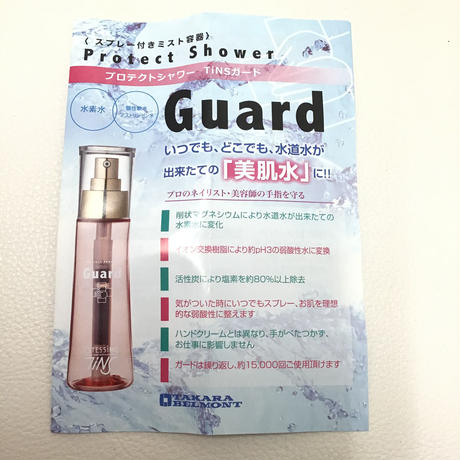 〈 スプレー付きミスト容器 〉
Protect Shower
プロテクトシャワー TiNSガード
水素水
Guard
いつでも、どこでも、水道水が
出来たての「美肌水」に!!
プロのネイリスト・美容師の手指を守る
削状マグネシウムにより水道水が出来たての
水素水に変化
イオン交換樹脂により約pH3の弱酸性水に変換
活性炭により塩素を約80%以上除去
気がついた時にいつでもスプレー、お肌を理想
的な弱酸性に整えます
ハンドクリームとは異なり、手がべたつかず、
お仕事に影響しません
ガードは繰り返し、約15,000回ご使用頂けます
Guard
TiNS
TAKARA
BELMONT